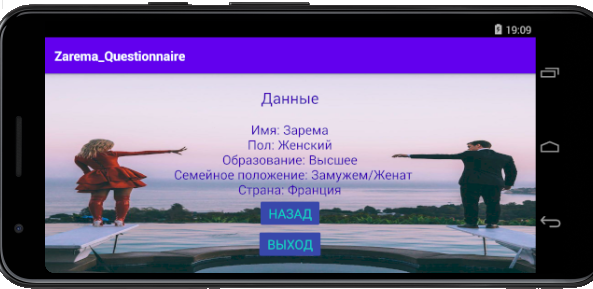 19:09
Zarema_Questionnaire
Данные
Имя: Зарема
Пол: Женский
Образование: Высшее
Семейное положение: Замужем/Женат
Страна: Франция
НАЗАД
ВЫХОД